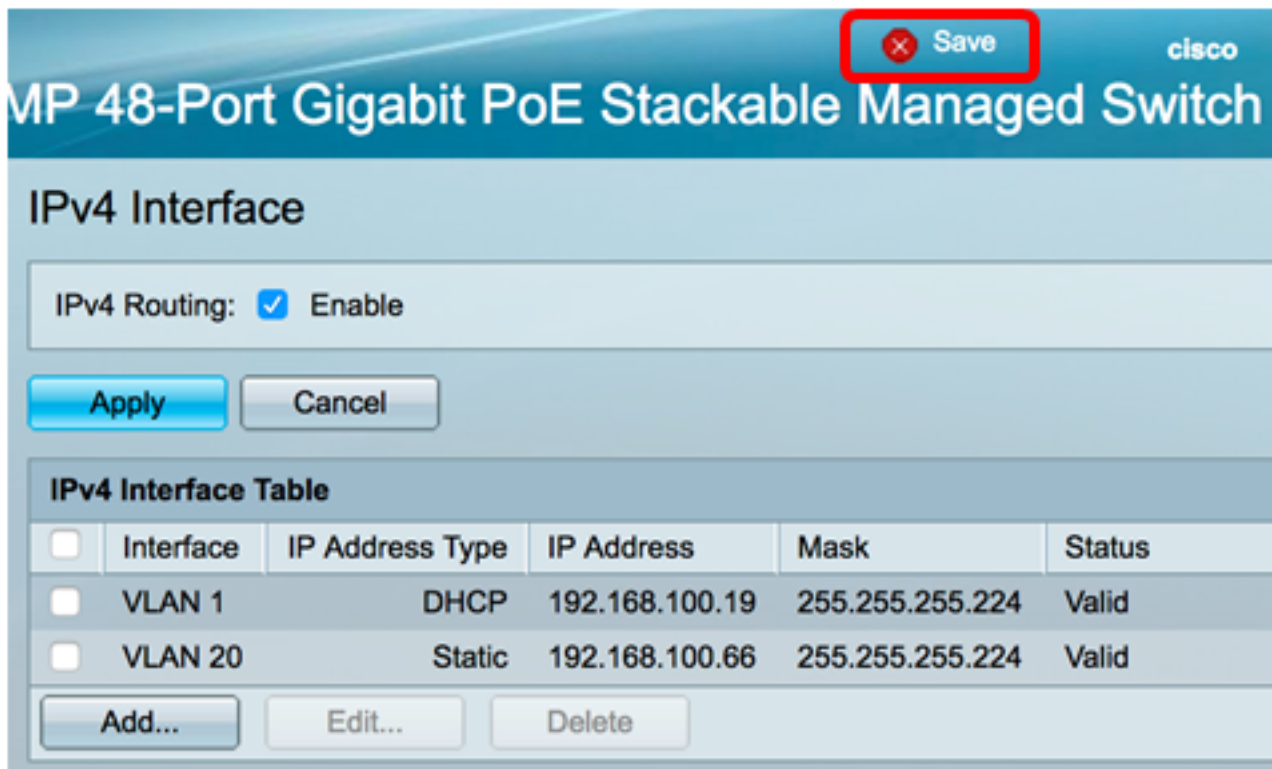 Save cisco
MP 48-Port Gigabit PoE Stackable Managed Switch
IPv4 Interface
IPv4 Routing: Enable
Apply Cancel
IPv4 Interface Table
Interface IP Address Type IP Address Mask Status
VLAN 1 DHCP 192.168.100.19 255.255.255.224 Valid
VLAN 20 Static 192.168.100.66 255.255.255.224 Valid
Add... Edit... Delete